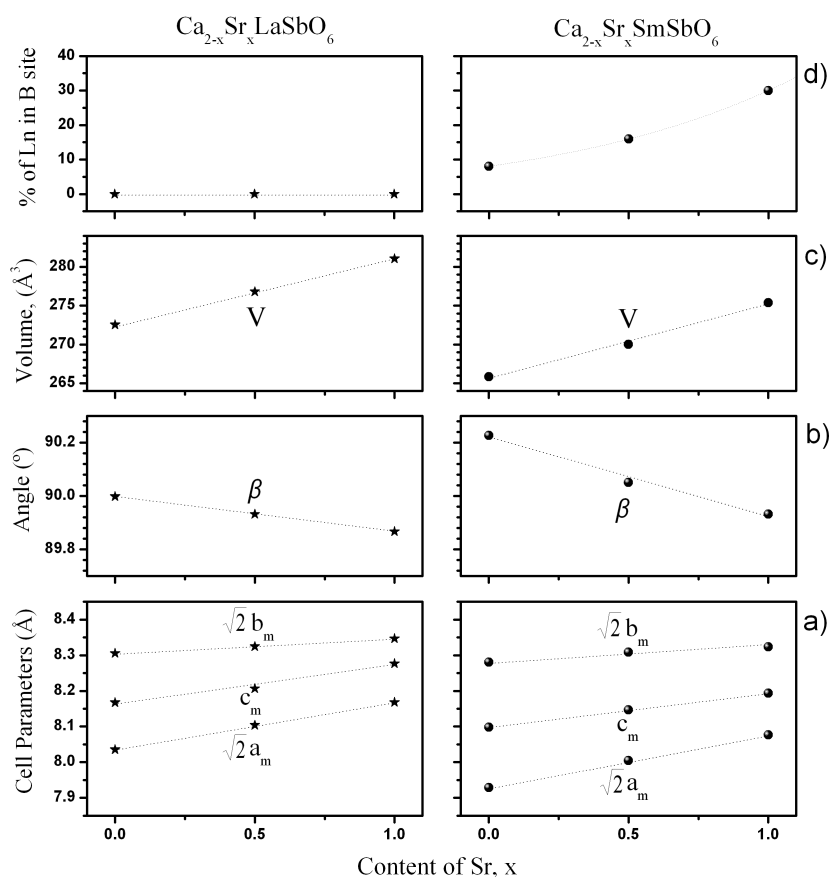 Ca2-xSrxLaSbO6
Ca2-xSrxSmSbO6
% of Ln in B site
40
30
20
10
0
d)
Volume, (Å3)
280
275
270
265
V
V
c)
Angle (º)
90.2
90.0
89.8
β
β
b)
Cell Parameters (Å)
8.4
8.3
8.2
8.1
8.0
7.9
√2 bm
cm
√2 am
√2 bm
cm
√2 am
a)
0.0 0.5 1.0
0.0 0.5 1.0
Content of Sr, x